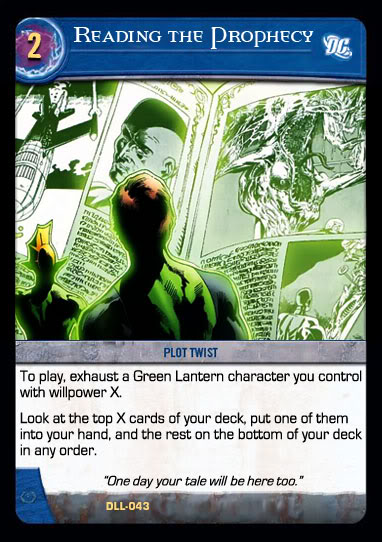 2
READING THE PROPHECY
DC
PLOT TWIST
To play, exhaust a Green Lantern character you control
with willpower X.
Look at the top X cards of your deck, put one of them
into your hand, and the rest on the bottom of your deck
in any order.
"One day your tale will be here too."
DLL-043